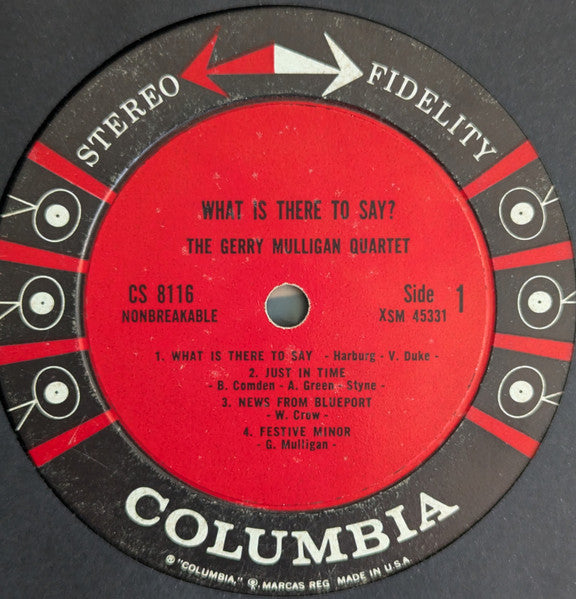 STEREO FIDELITY
WHAT IS THERE TO SAY?
THE GERRY MULLIGAN QUARTET
CS 8116 Side 1
NONBREAKABLE XSM 45331
1. WHAT IS THERE TO SAY - Harburg - V. Duke -
2. JUST IN TIME
- B. Comden - A. Green - Styne -
3. NEWS FROM BLUEPORT
- W. Crow -
4. FESTIVE MINOR
- G. Mulligan -
COLUMBIA
® "COLUMBIA," ®, MARCAS REG. MADE IN U.S.A.